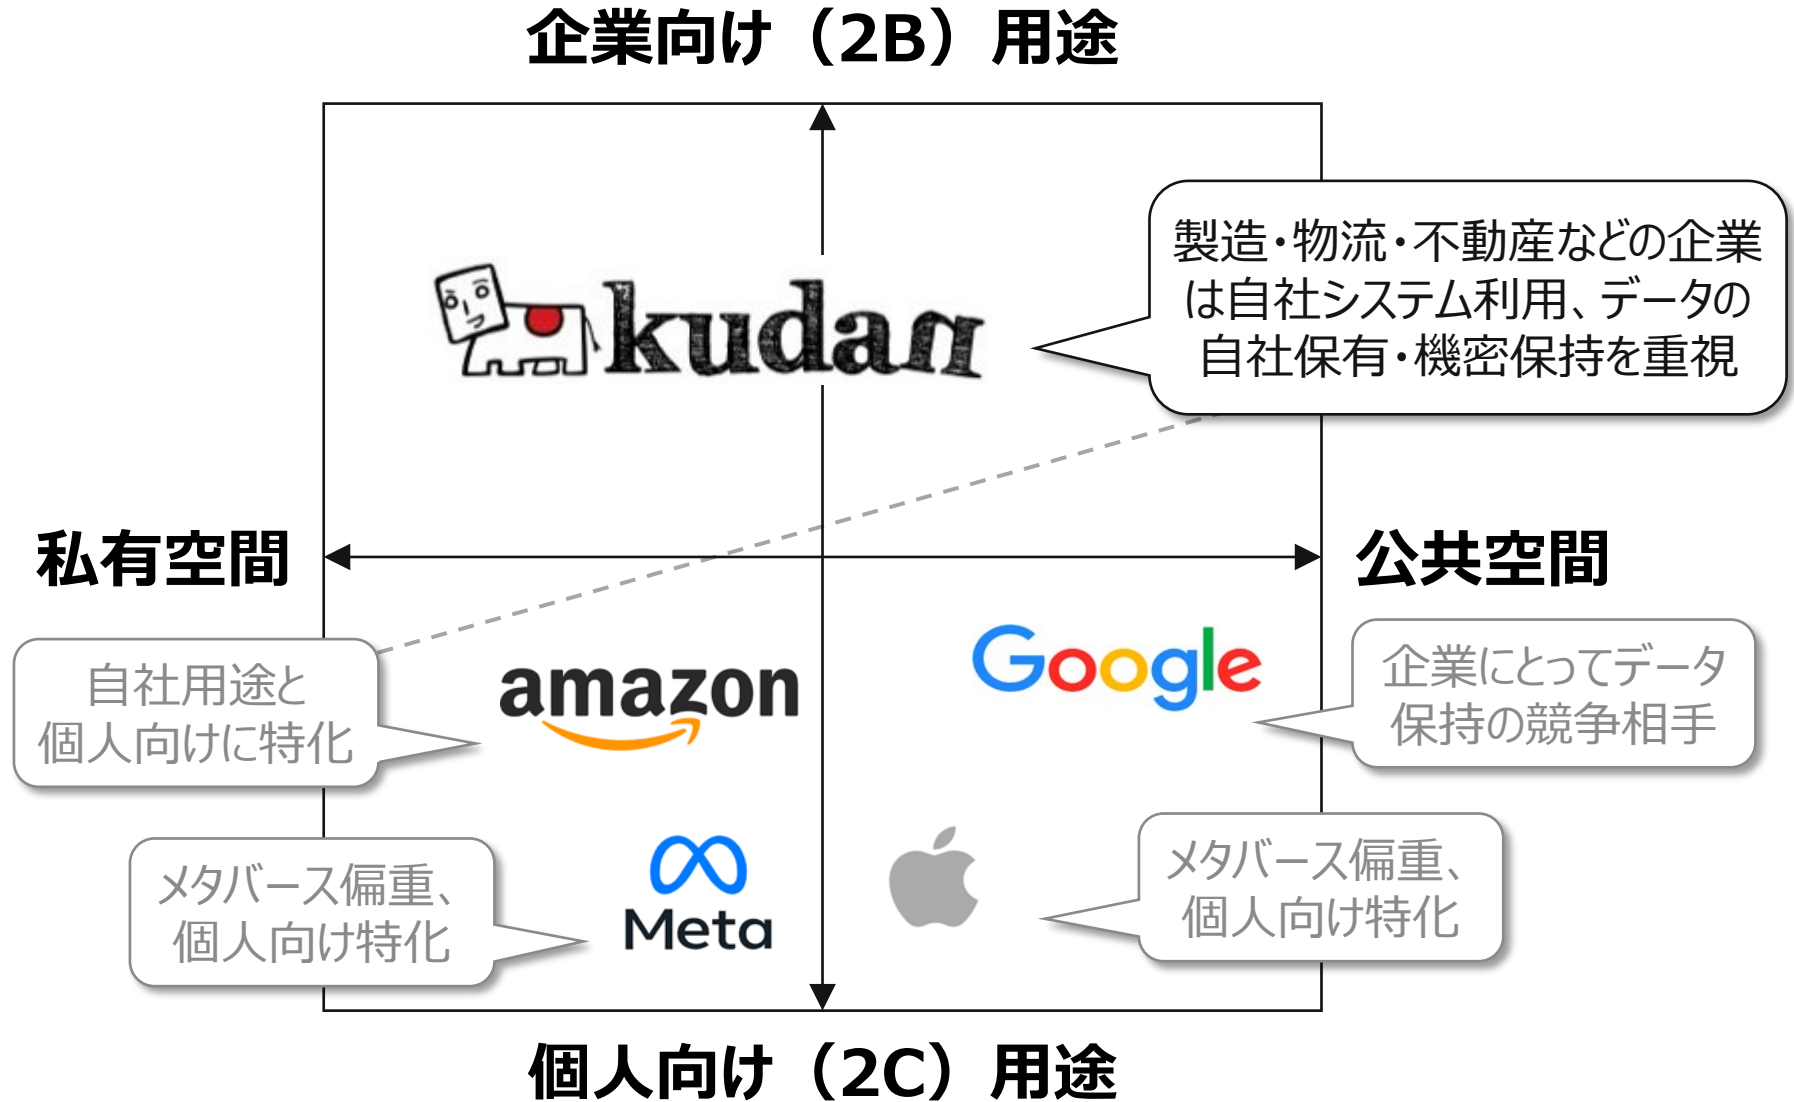 企業向け（2B）用途
製造・物流・不動産などの企業
は自社システム利用、データの
自社保有・機密保持を重視
kudan
私有空間
公共空間
自社用途と
個人向けに特化
amazon
Google
企業にとってデータ
保持の競争相手
メタバース偏重、
個人向け特化
Meta
メタバース偏重、
個人向け特化
個人向け（2C）用途